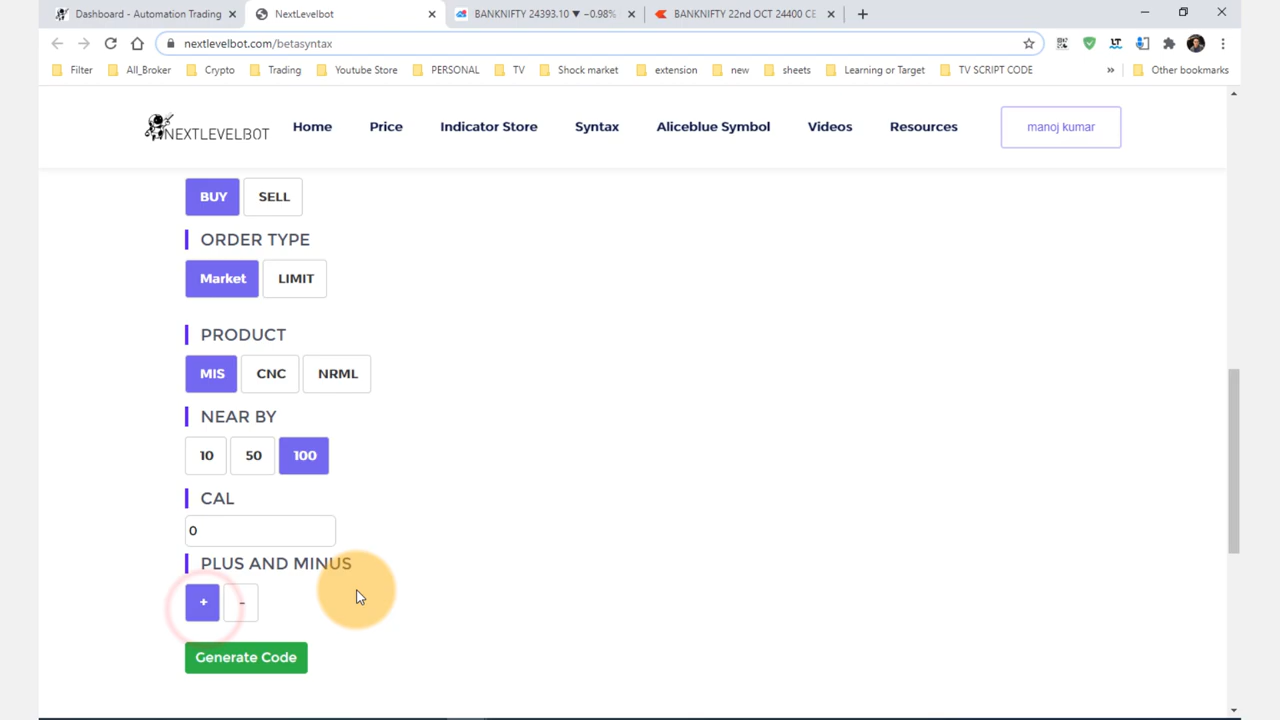 Dashboard - Automation Trading
NextLevelbot
BANKNIFTY 24393.10 ▼ −0.98%
BANKNIFTY 22nd OCT 24400 CE
nextlevelbot.com/betasyntax
Filter
All_Broker
Crypto
Trading
Youtube Store
PERSONAL
TV
Shock market
extension
new
sheets
Learning or Target
TV SCRIPT CODE
»
Other bookmarks
NEXTLEVELBOT
Home
Price
Indicator Store
Syntax
Aliceblue Symbol
Videos
Resources
manoj kumar
BUY
SELL
ORDER TYPE
Market
LIMIT
PRODUCT
MIS
CNC
NRML
NEAR BY
10
50
100
CAL
0
PLUS AND MINUS
+
-
Generate Code